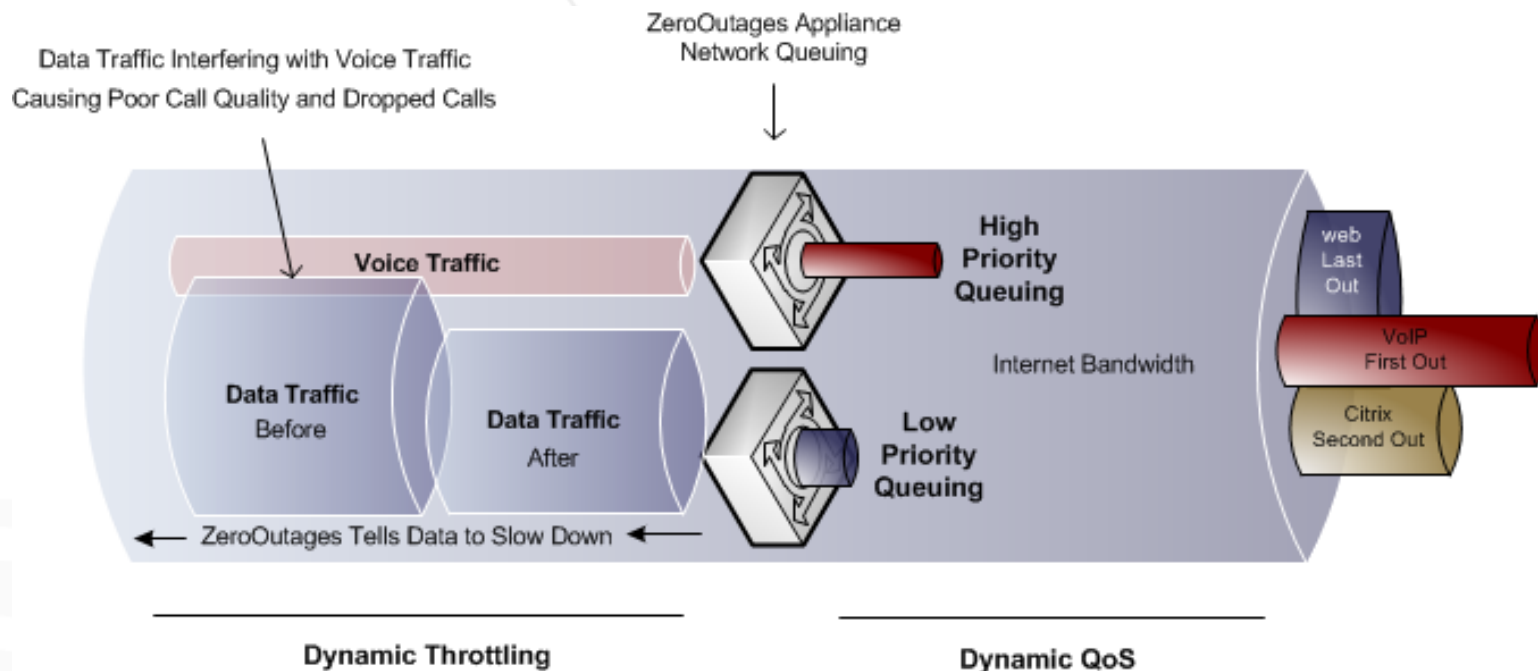 ZeroOutages Appliance
Network Queuing
Data Traffic Interfering with Voice Traffic
Causing Poor Call Quality and Dropped Calls
Voice Traffic
High
Priority
Queuing
web
Last
Out
VoIP
First Out
Internet Bandwidth
Data Traffic
Before
Data Traffic
After
Low
Priority
Queuing
Citrix
Second Out
ZeroOutages Tells Data to Slow Down
Dynamic Throttling
Dynamic QoS